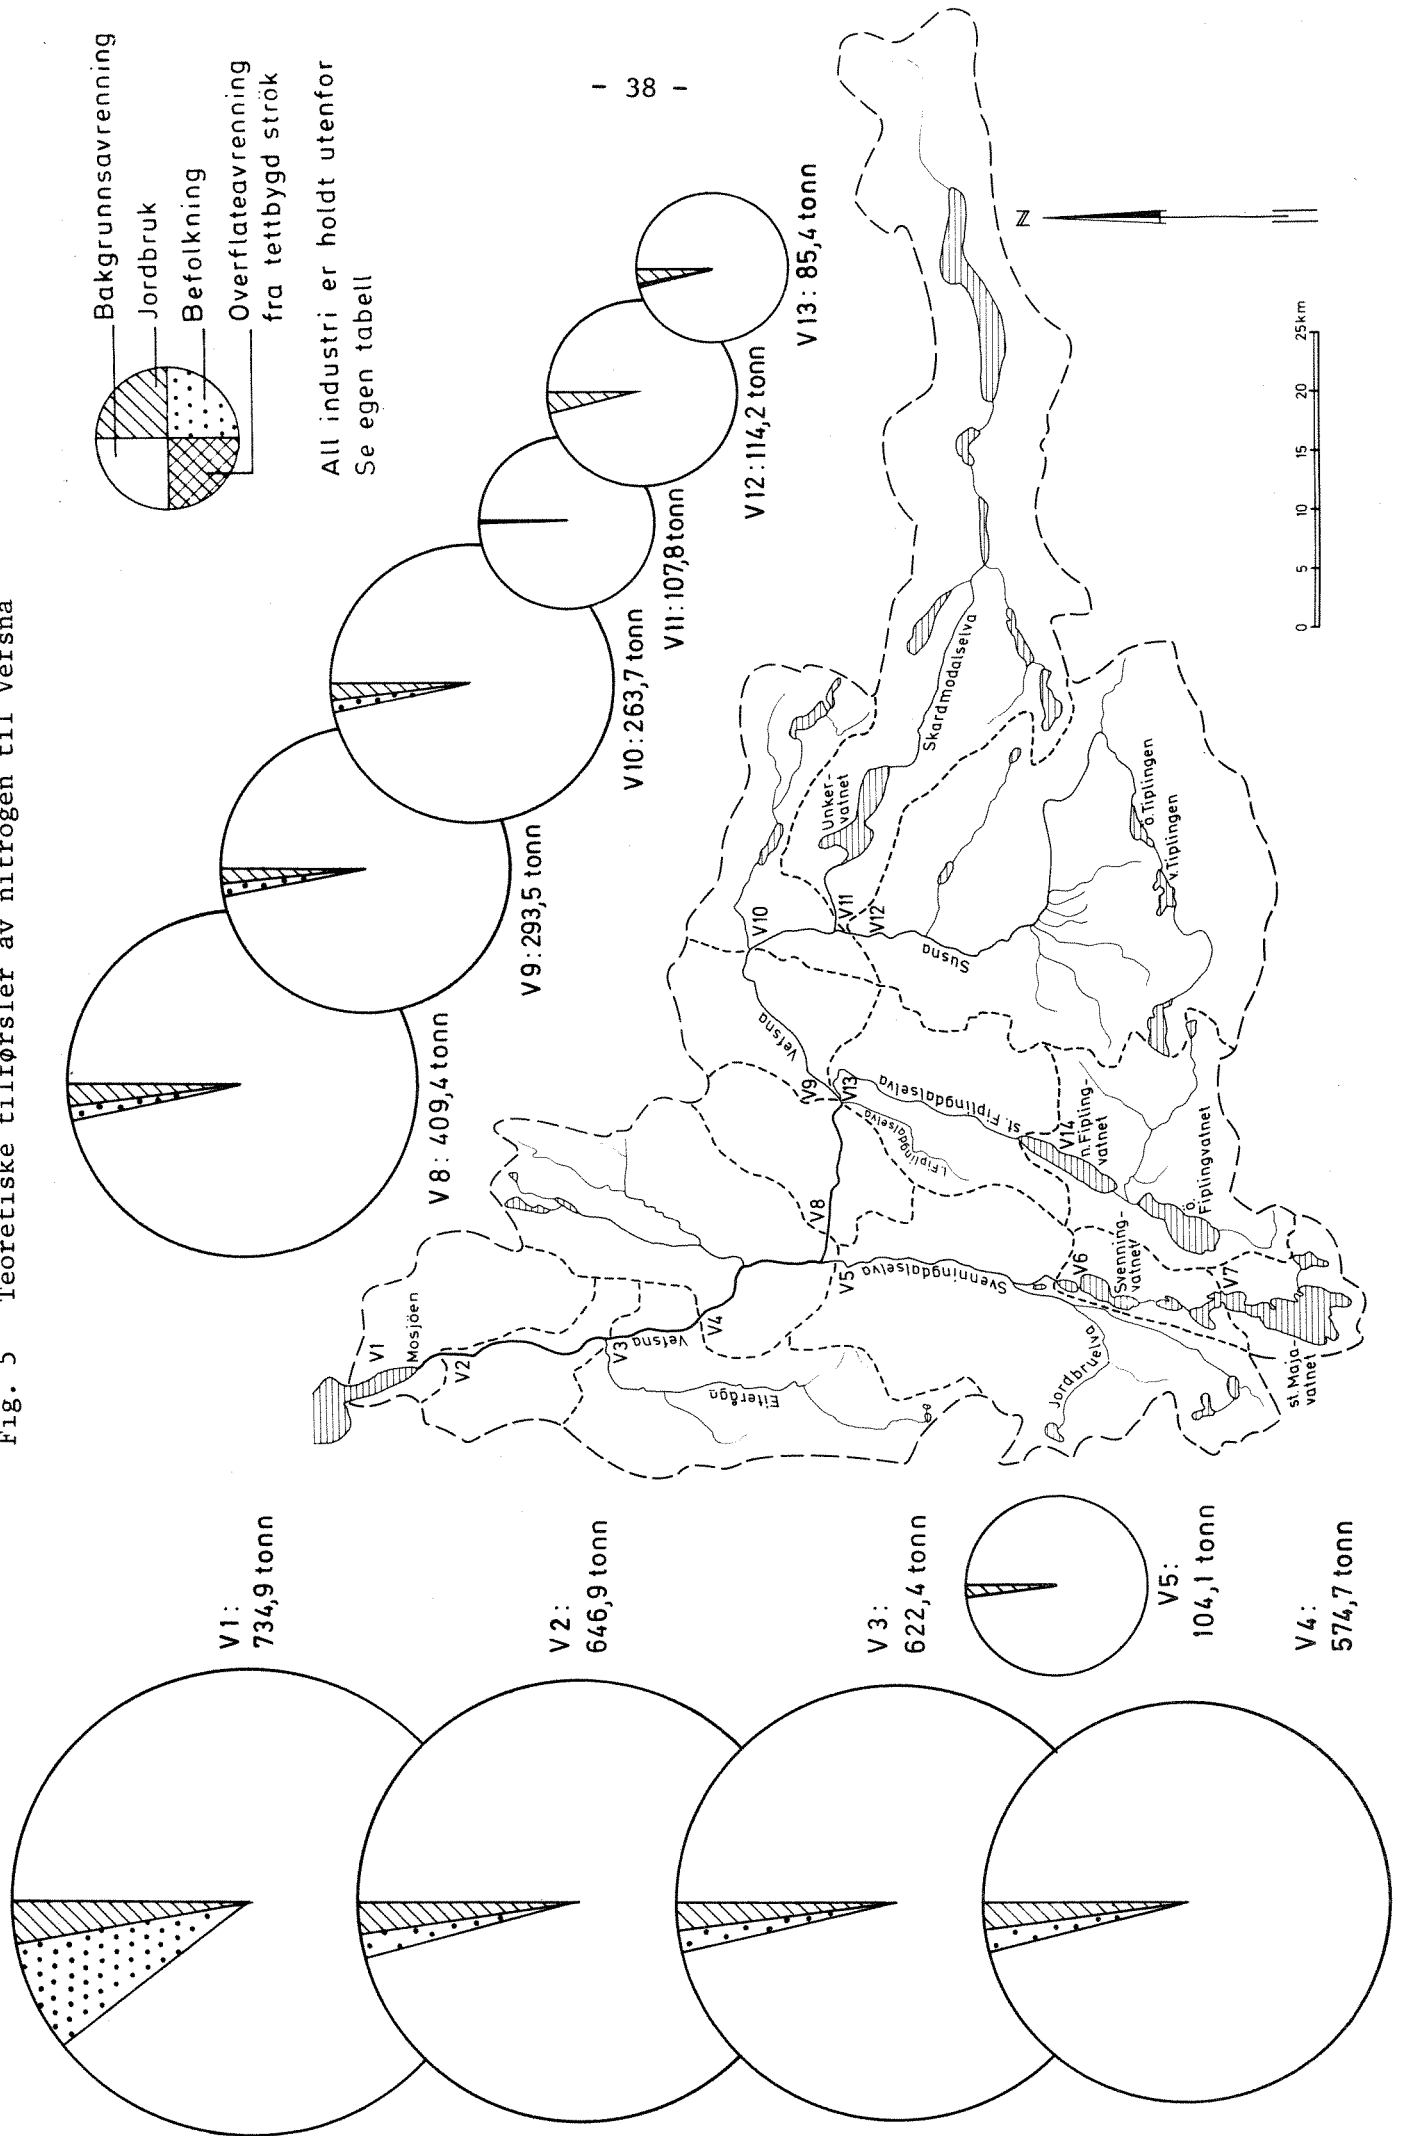 - 38 -
Fig. 5 Teoretiske tilførsler av nitrogen til Vefsna
Bakgrunnsavrenning
Jordbruk
Befolkning
Overflateavrenning
fra tettbygd strök
All industri er holdt utenfor
Se egen tabell
V1:
734,9 tonn
V2:
646,9 tonn
V3:
622,4 tonn
V4:
574,7 tonn
V5:
104,1 tonn
V8: 409,4 tonn
V9: 293,5 tonn
V10: 263,7 tonn
V11: 107,8 tonn
V12: 114,2 tonn
V13: 85,4 tonn
V1
Mosjöen
V2
V3
Vefsna
V4
Eiteråga
V5
V8
Svenningdalselva
V6
Svenning-
vatnet
V7
Jordbruelva
st. Maja-
vatnet
V9
Vefsna
V13
st. Fiplingdalselva
l. Fiplingdalselva
V14
n. Fipling-
vatnet
ö.
Fiplingvatnet
V10
V11
V12
Susna
Unker-
vatnet
Skardmodalselva
ö. Tiplingen
v. Tiplingen
N
0 5 10 15 20 25km